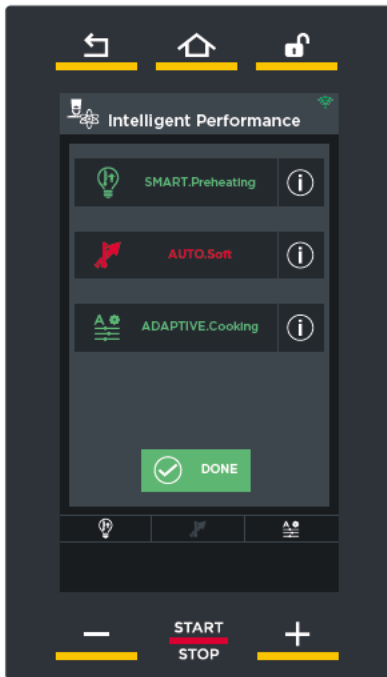 Intelligent Performance
SMART.Preheating
AUTO.Soft
ADAPTIVE.Cooking
DONE
START
STOP